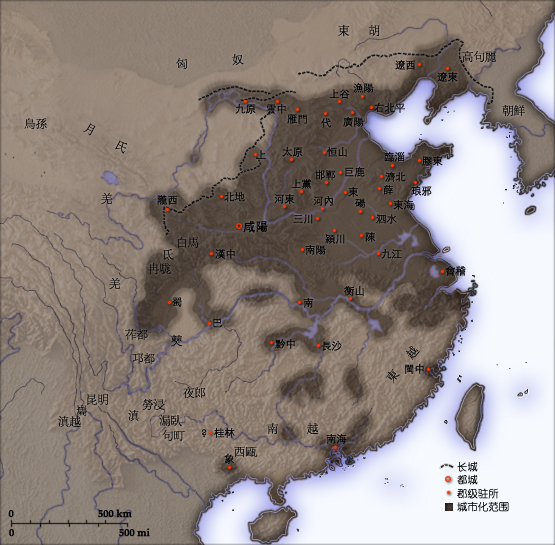 東胡
高句麗
匈奴
遼西
遼東
漁陽
上谷
右北平
九原
雲中
雁門
代
廣陽
朝鮮
烏孫
月氏
上
太原
恒山
臨淄
膠東
邯鄲
巨鹿
濟北
上黨
薛
琅邪
羌
隴西
北地
河東
河內
東
碭
東海
咸陽
三川
泗水
潁川
陳
白馬
氐
漢中
南陽
九江
冉駹
會稽
羌
衡山
蜀
南
巴
莋都
僰
黔中
長沙
邛都
東越
閩中
夜郎
昆明
勞浸
滇
滇越
巂
漏臥
句町
桂林
南越
南海
西甌
象
长城
都城
郡级驻所
城市化范围
0 500 km
0 500 mi